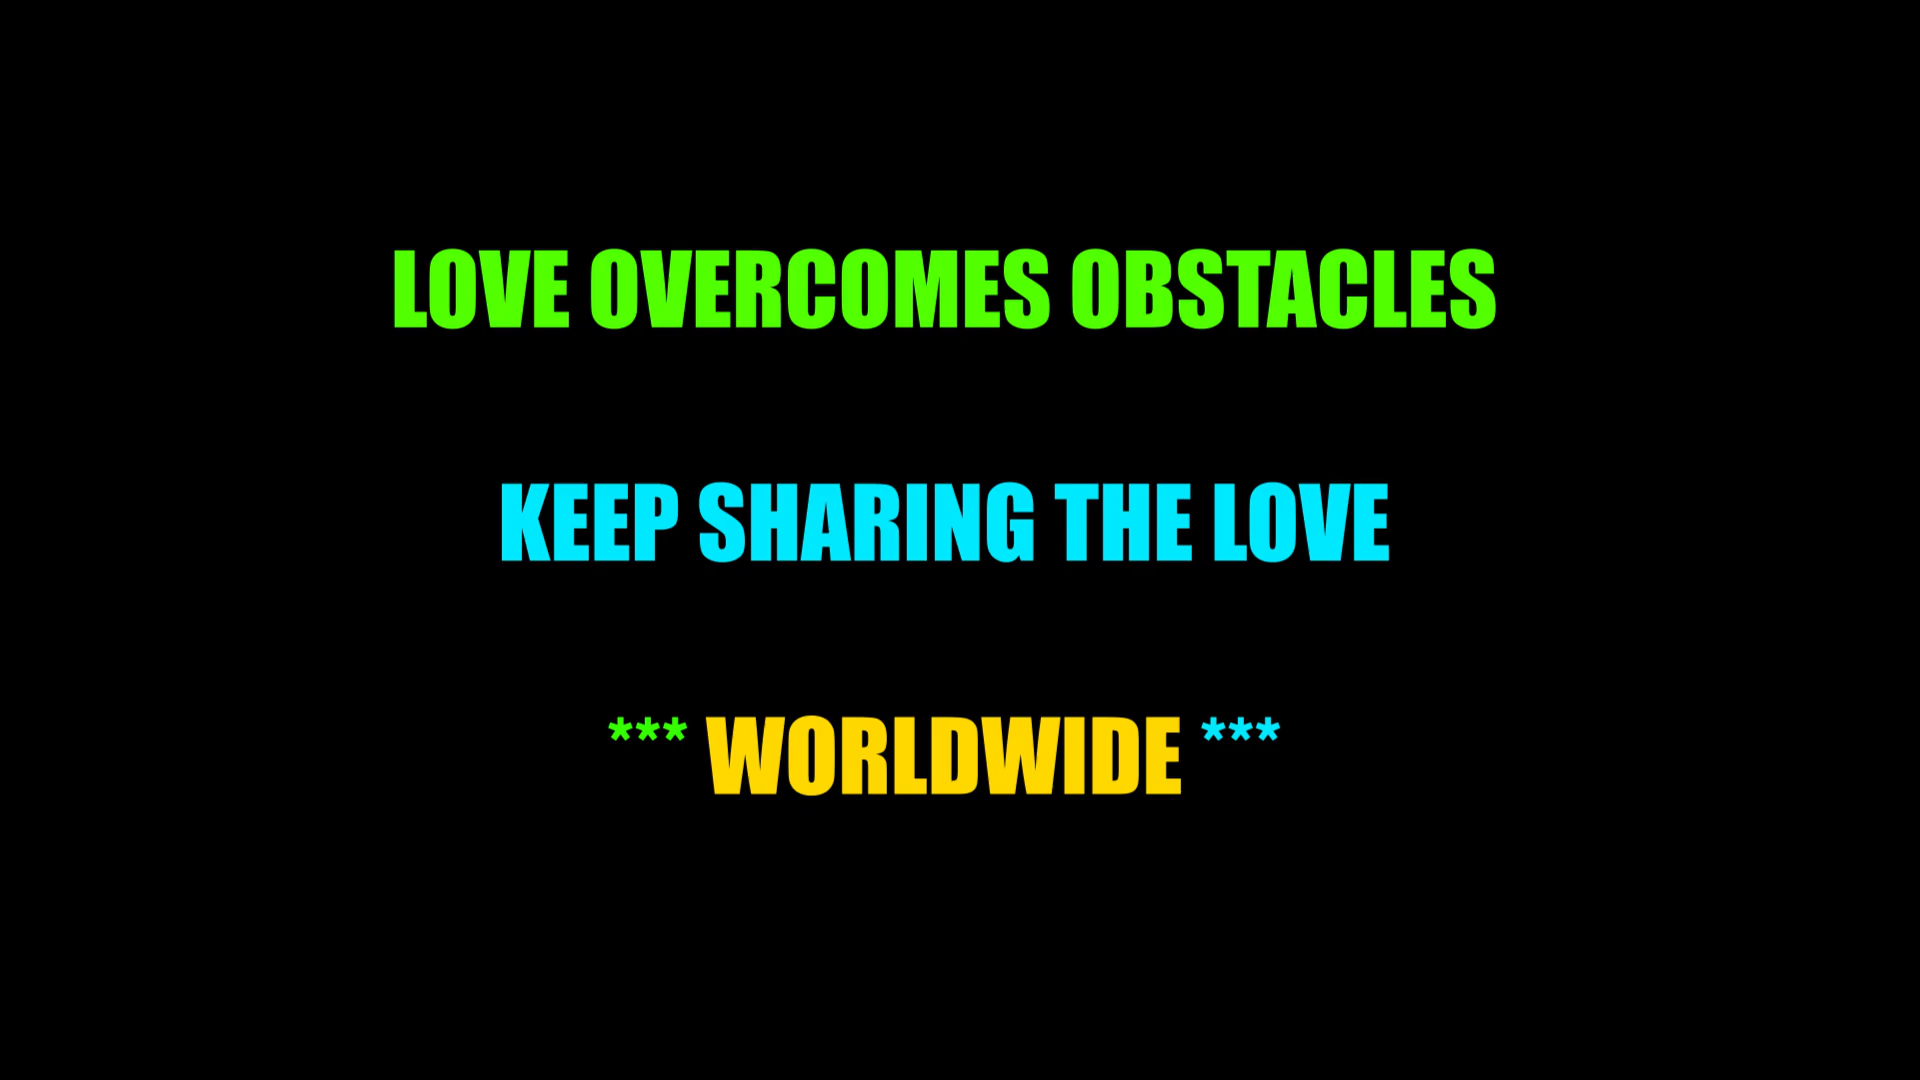 LOVE OVERCOMES OBSTACLES
KEEP SHARING THE LOVE
*** WORLDWIDE ***